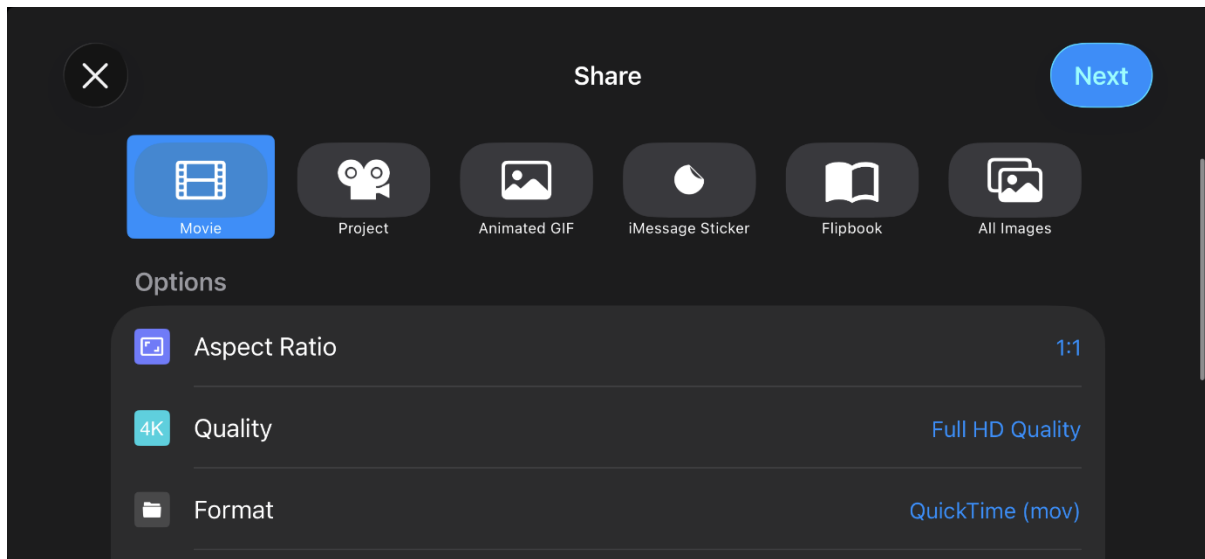 Share
Next
Movie
Project
Animated GIF
iMessage Sticker
Flipbook
All Images
Options
Aspect Ratio
1:1
4K
Quality
Full HD Quality
Format
QuickTime (mov)